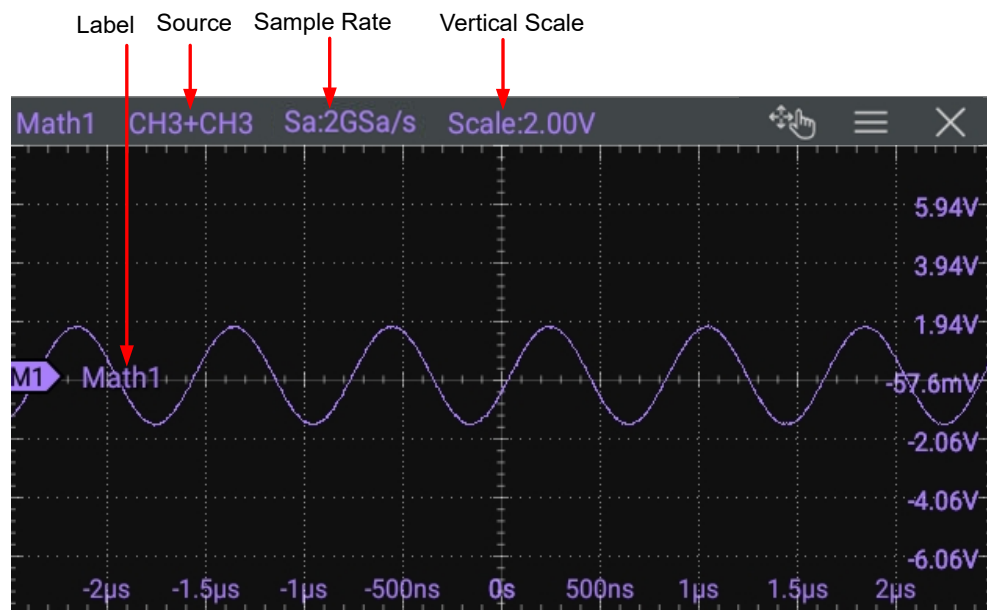 Label Source Sample Rate Vertical Scale
Math1 CH3+CH3 Sa:2GSa/s Scale:2.00V
5.94V
3.94V
1.94V
M1 Math1 -57.6mV
-2.06V
-4.06V
-6.06V
-2µs -1.5µs -1µs -500ns 0s 500ns 1µs 1.5µs 2µs